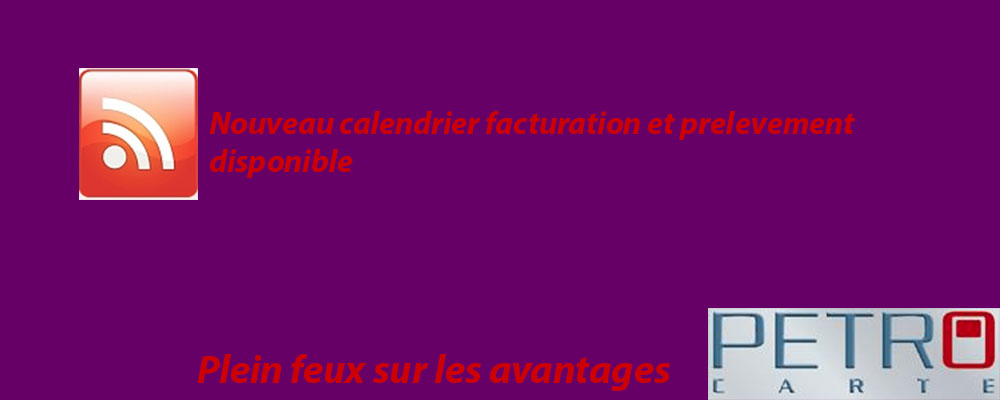 Nouveau calendrier facturation et prelevement
disponible
Plein feux sur les avantages
PETRO
CARTE